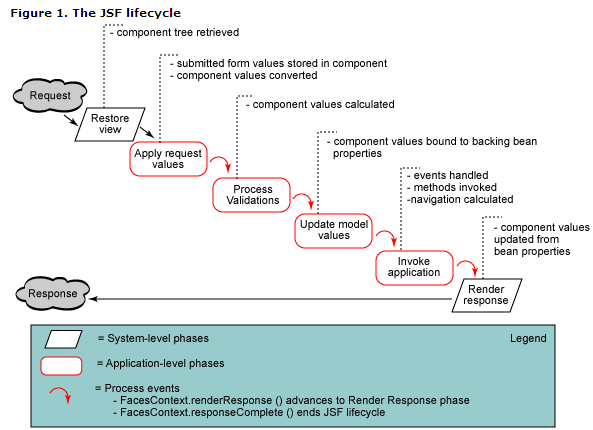 Figure 1. The JSF lifecycle
- component tree retrieved
- submitted form values stored in component
- component values converted
Request
- component values calculated
Restore
view
Apply request
values
- component values bound to backing bean
properties
Process
Validations
- events handled
- methods invoked
-navigation calculated
Update model
values
- component values
updated from
bean properties
Invoke
application
Render
response
Response
= System-level phases
Legend
= Application-level phases
= Process events
- FacesContext.renderResponse () advances to Render Response phase
- FacesContext.responseComplete () ends JSF lifecycle